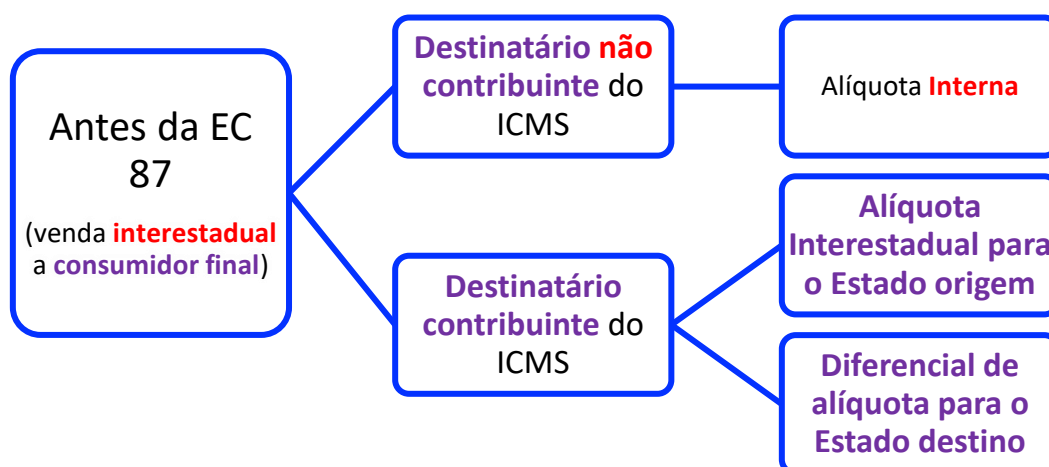 Antes da EC
87
(venda interestadual
a consumidor final)
Destinatário não
contribuinte do
ICMS
Alíquota Interna
Destinatário
contribuinte do
ICMS
Alíquota
Interestadual para
o Estado origem
Diferencial de
alíquota para o
Estado destino